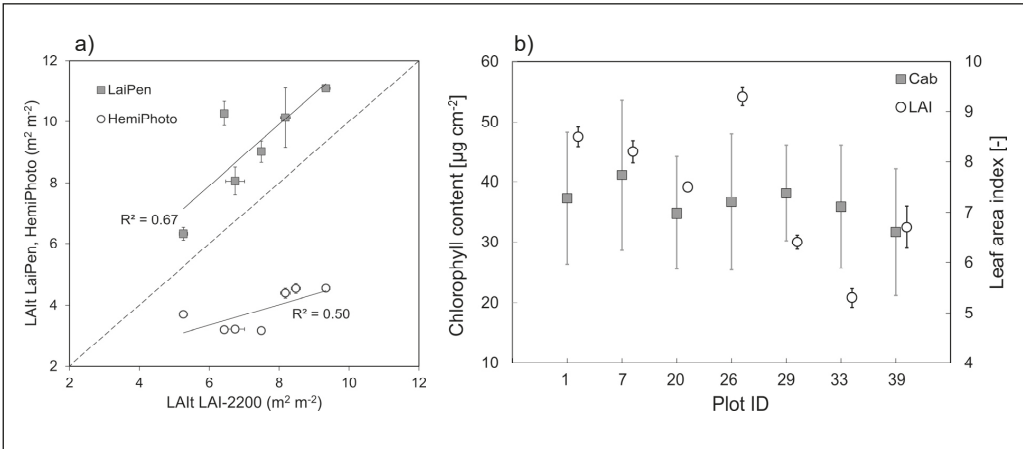 a)
12
10
8
6
4
2
2
4
6
8
10
12
LaiPen
HemiPhoto
R² = 0.67
R² = 0.50
LAIt LaiPen, HemiPhoto (m² m⁻²)
LAIt LAI-2200 (m² m⁻²)
b)
60
50
40
30
20
10
10
9
8
7
6
5
4
Cab
LAI
Chlorophyll content [µg cm⁻²]
Leaf area index [-]
1
7
20
26
29
33
39
Plot ID